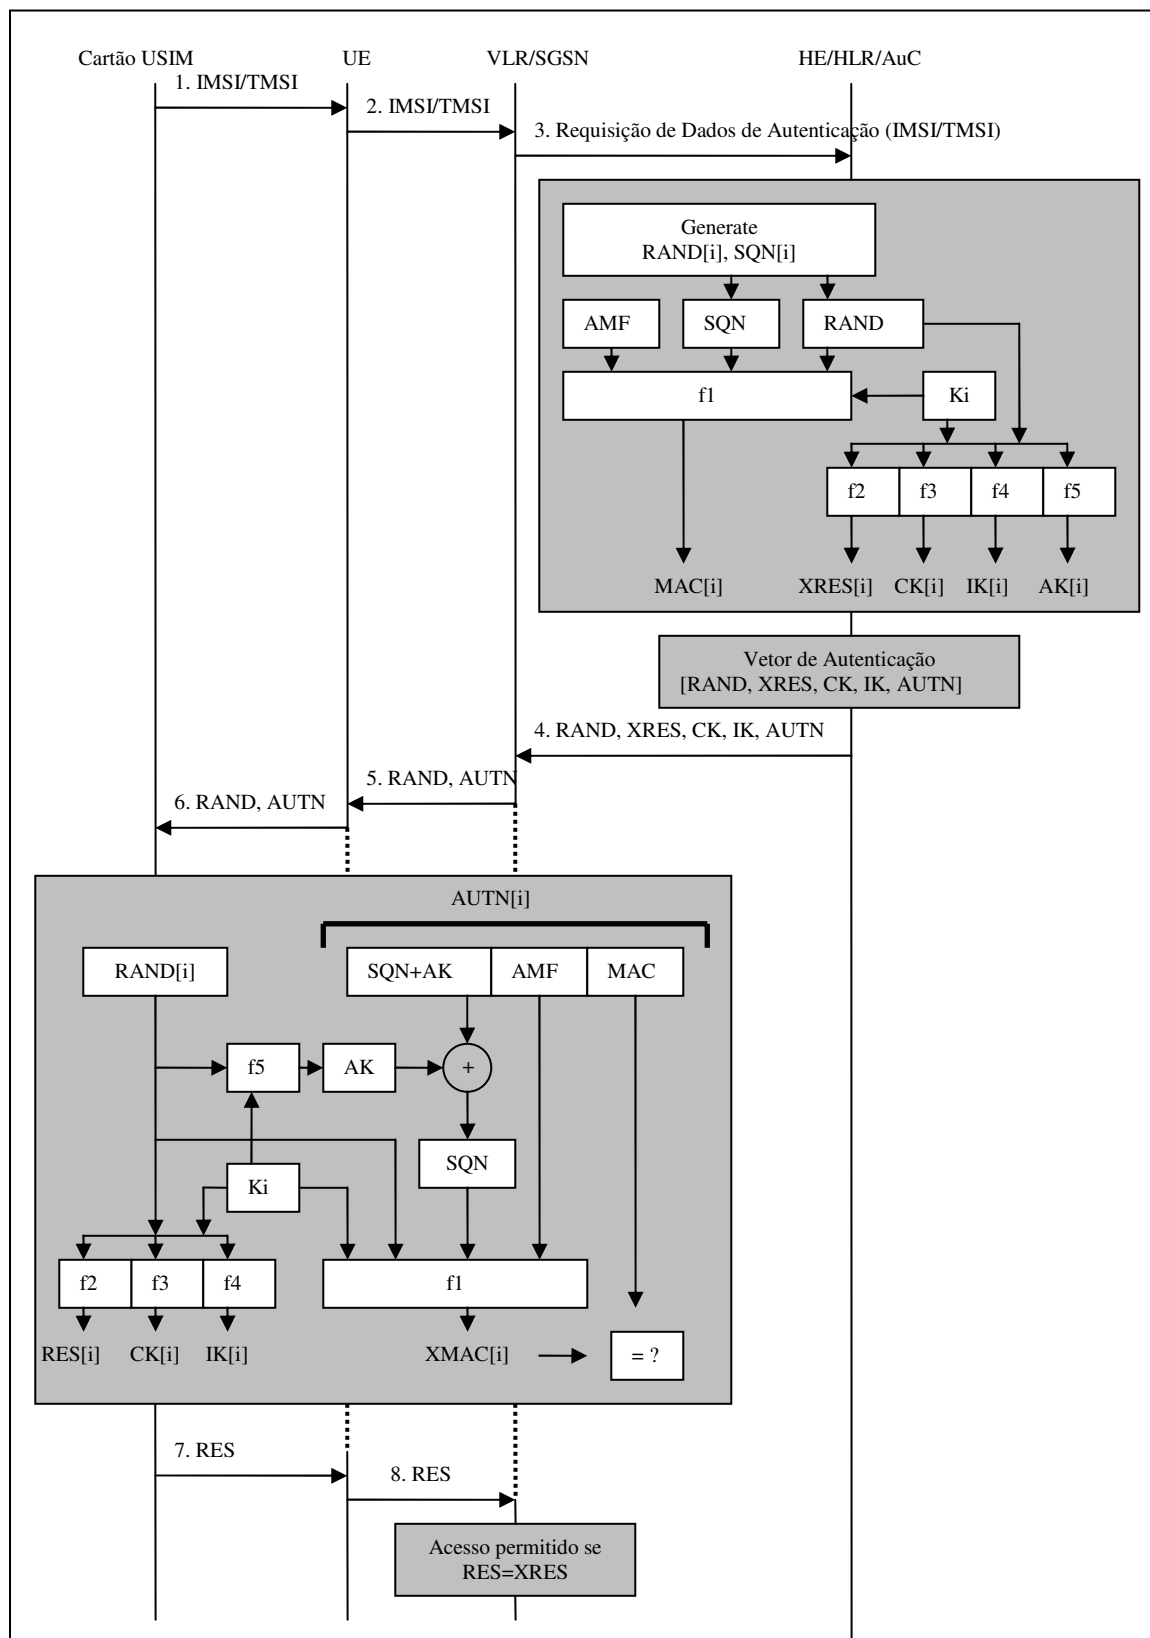 Cartão USIM
UE
VLR/SGSN
HE/HLR/AuC
1. IMSI/TMSI
2. IMSI/TMSI
3. Requisição de Dados de Autenticação (IMSI/TMSI)
Generate
RAND[i], SQN[i]
AMF
SQN
RAND
f1
Ki
f2
f3
f4
f5
MAC[i]
XRES[i]
CK[i]
IK[i]
AK[i]
Vetor de Autenticação
[RAND, XRES, CK, IK, AUTN]
4. RAND, XRES, CK, IK, AUTN
5. RAND, AUTN
6. RAND, AUTN
AUTN[i]
RAND[i]
SQN+AK
AMF
MAC
f5
AK
+
SQN
Ki
f2
f3
f4
f1
RES[i]
CK[i]
IK[i]
XMAC[i]
= ?
7. RES
8. RES
Acesso permitido se
RES=XRES